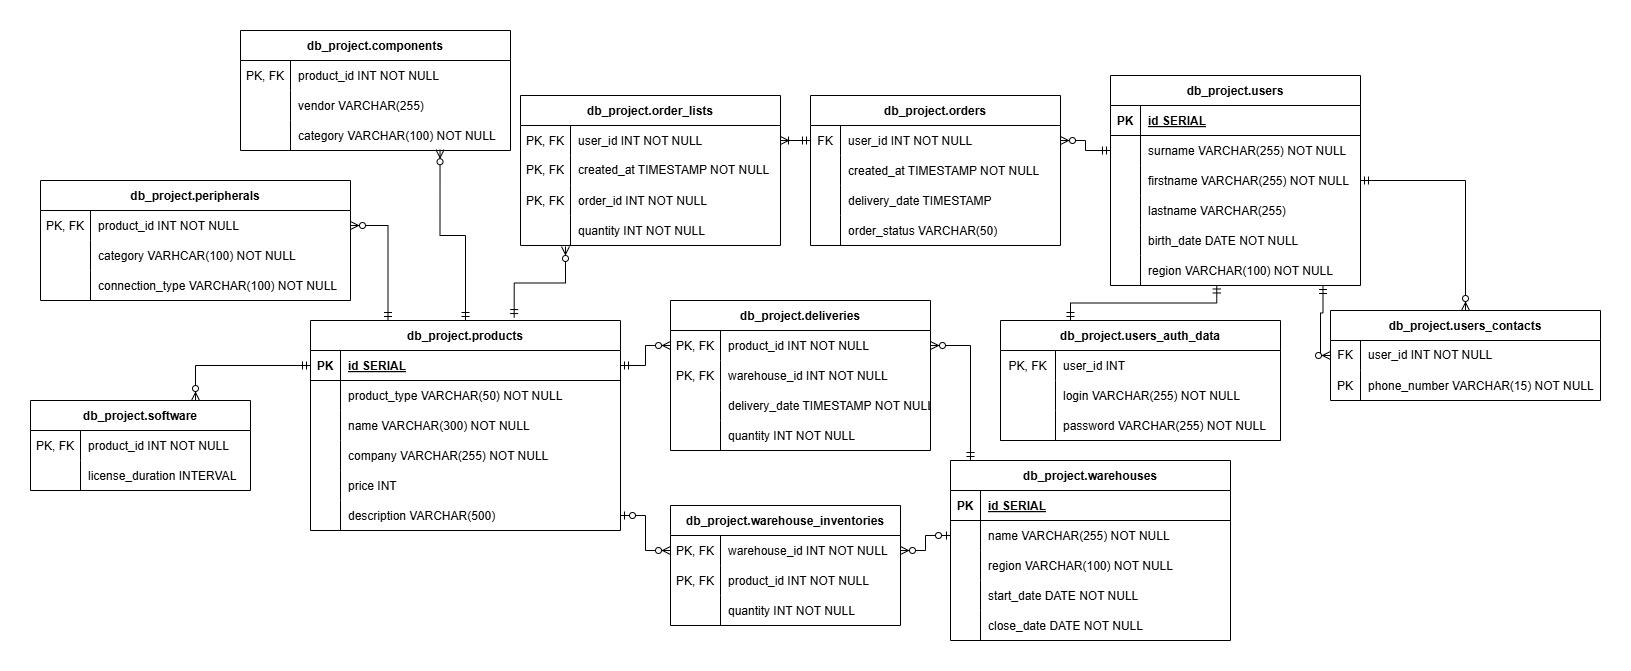 db_project.components
PK, FK product_id INT NOT NULL
vendor VARCHAR(255)
category VARCHAR(100) NOT NULL
db_project.order_lists
PK, FK user_id INT NOT NULL
PK, FK created_at TIMESTAMP NOT NULL
PK, FK order_id INT NOT NULL
quantity INT NOT NULL
db_project.orders
FK user_id INT NOT NULL
created_at TIMESTAMP NOT NULL
delivery_date TIMESTAMP
order_status VARCHAR(50)
db_project.users
PK id SERIAL
surname VARCHAR(255) NOT NULL
firstname VARCHAR(255) NOT NULL
lastname VARCHAR(255)
birth_date DATE NOT NULL
region VARCHAR(100) NOT NULL
db_project.peripherals
PK, FK product_id INT NOT NULL
category VARHCAR(100) NOT NULL
connection_type VARCHAR(100) NOT NULL
db_project.products
PK id SERIAL
product_type VARCHAR(50) NOT NULL
name VARCHAR(300) NOT NULL
company VARCHAR(255) NOT NULL
price INT
description VARCHAR(500)
db_project.deliveries
PK, FK product_id INT NOT NULL
PK, FK warehouse_id INT NOT NULL
delivery_date TIMESTAMP NOT NULL
quantity INT NOT NULL
db_project.users_auth_data
PK, FK user_id INT
login VARCHAR(255) NOT NULL
password VARCHAR(255) NOT NULL
db_project.users_contacts
FK user_id INT NOT NULL
PK phone_number VARCHAR(15) NOT NULL
db_project.software
PK, FK product_id INT NOT NULL
license_duration INTERVAL
db_project.warehouse_inventories
PK, FK warehouse_id INT NOT NULL
PK, FK product_id INT NOT NULL
quantity INT NOT NULL
db_project.warehouses
PK id SERIAL
name VARCHAR(255) NOT NULL
region VARCHAR(100) NOT NULL
start_date DATE NOT NULL
close_date DATE NOT NULL